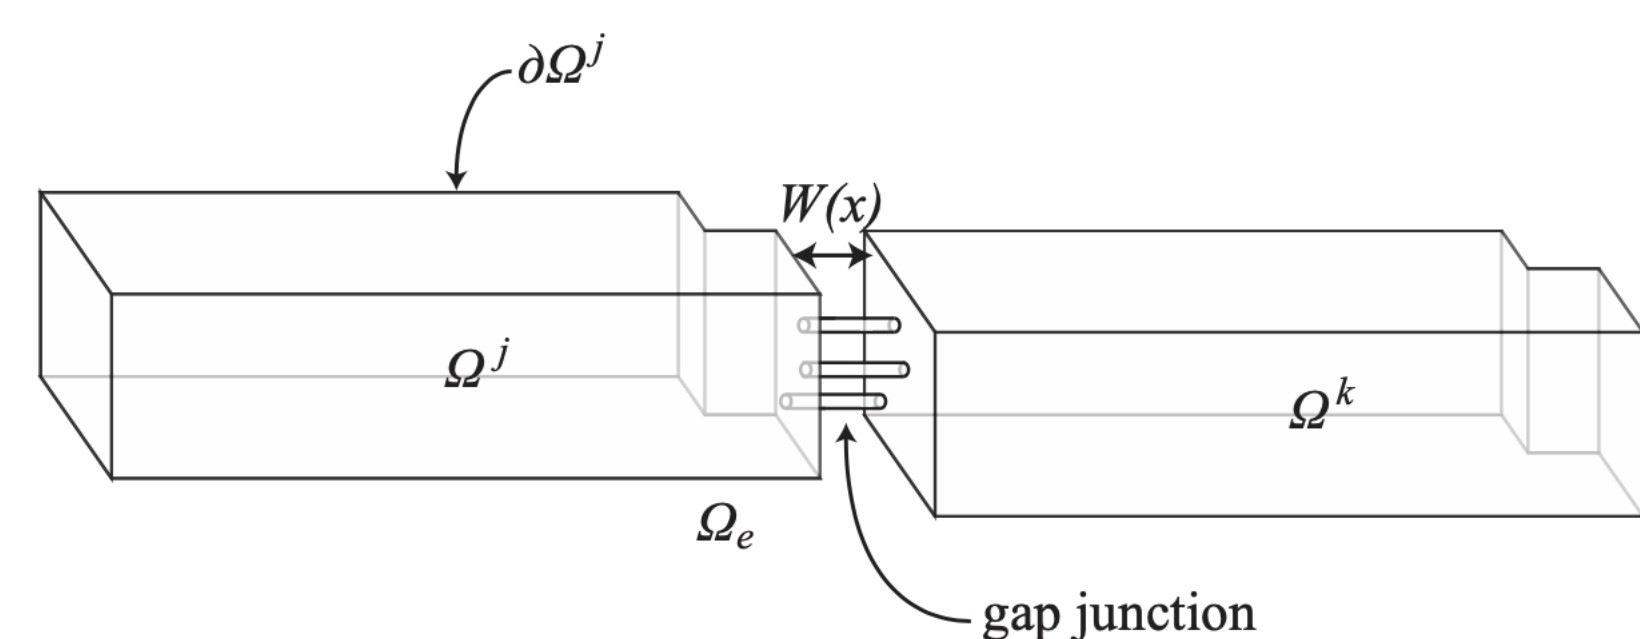 ∂Ω^j
W(x)
Ω^j
Ω^k
Ω_e
gap junction